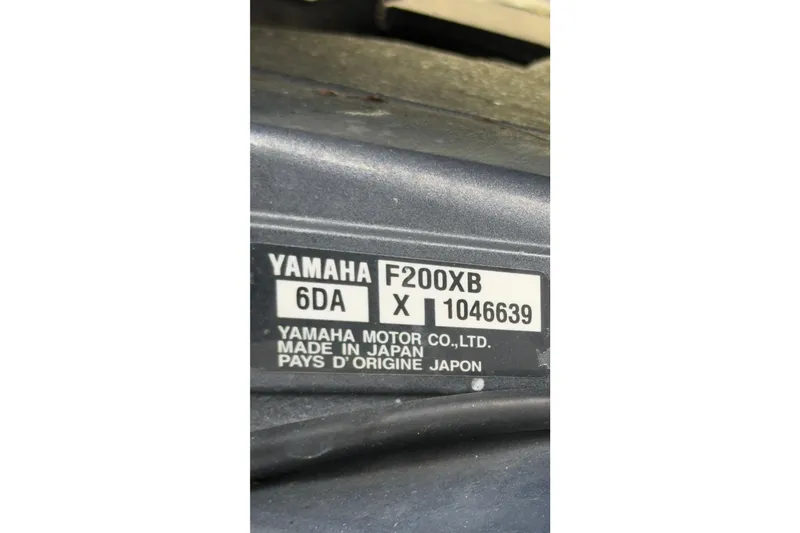 YAMAHA F200XB
6DA X 1046639
YAMAHA MOTOR CO.,LTD.
MADE IN JAPAN
PAYS D'ORIGINE JAPON